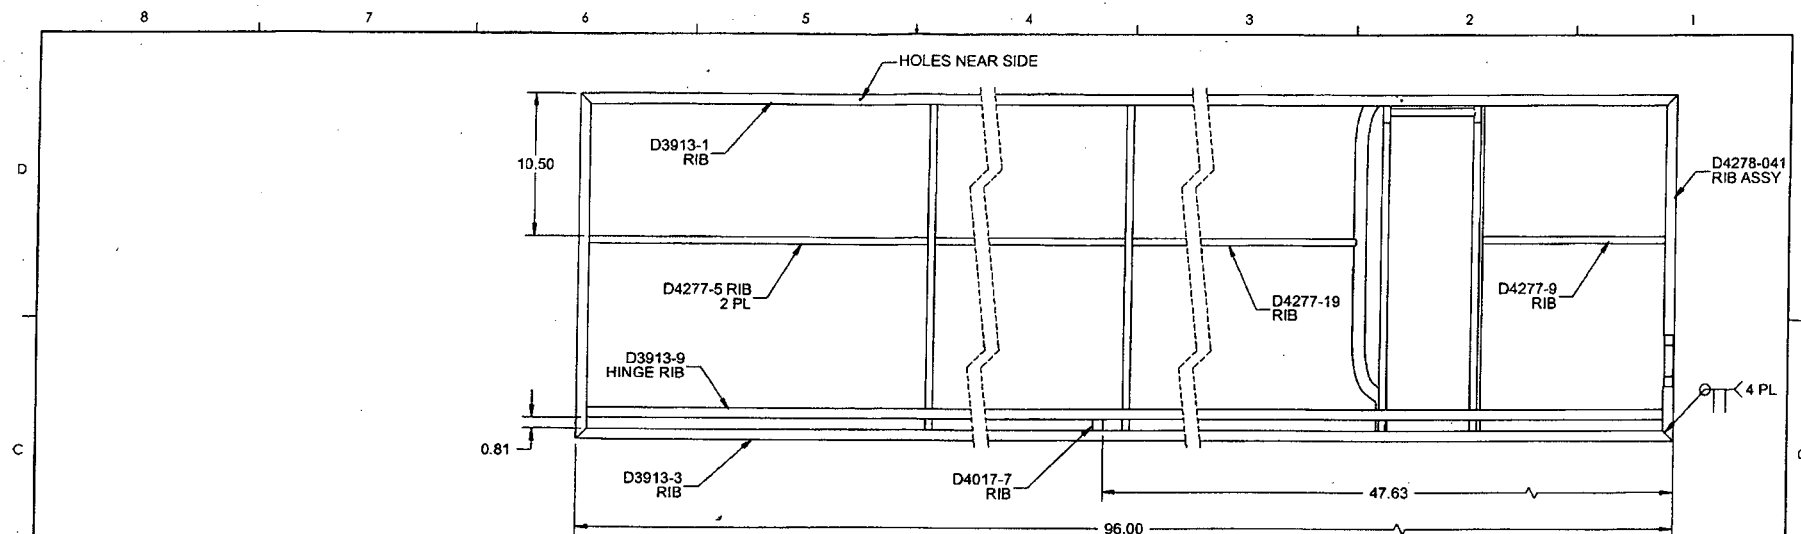 8 7 6 5 4 3 2 1
HOLES NEAR SIDE
D3913-1
RIB
D
10.50
D4278-041
RIB ASSY
D4277-5 RIB
2 PL
D4277-19
RIB
D4277-9
RIB
D3913-9
HINGE RIB
4 PL
0.81
C
D3913-3
RIB
D4017-7
RIB
47.63
96.00